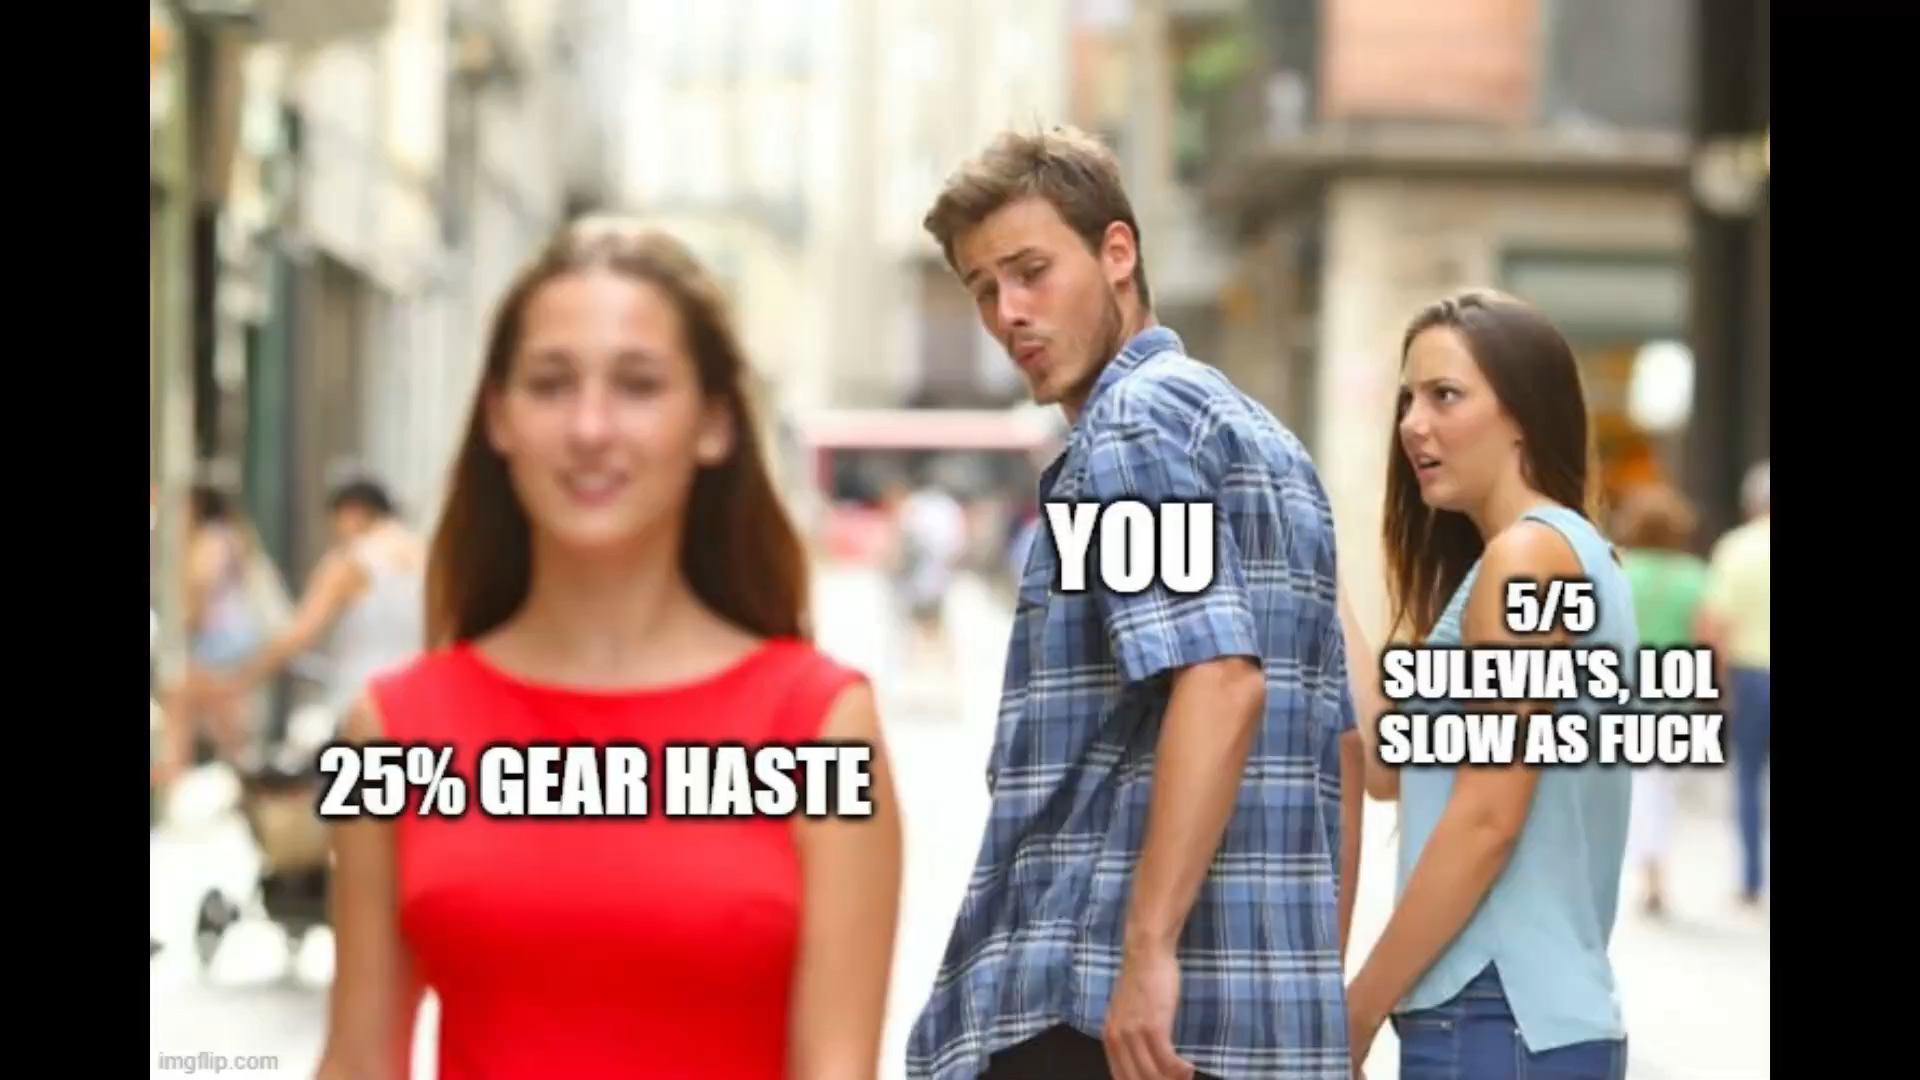 YOU
5/5
SULEVIA'S, LOL
SLOW AS FUCK
25% GEAR HASTE
imgflip.com